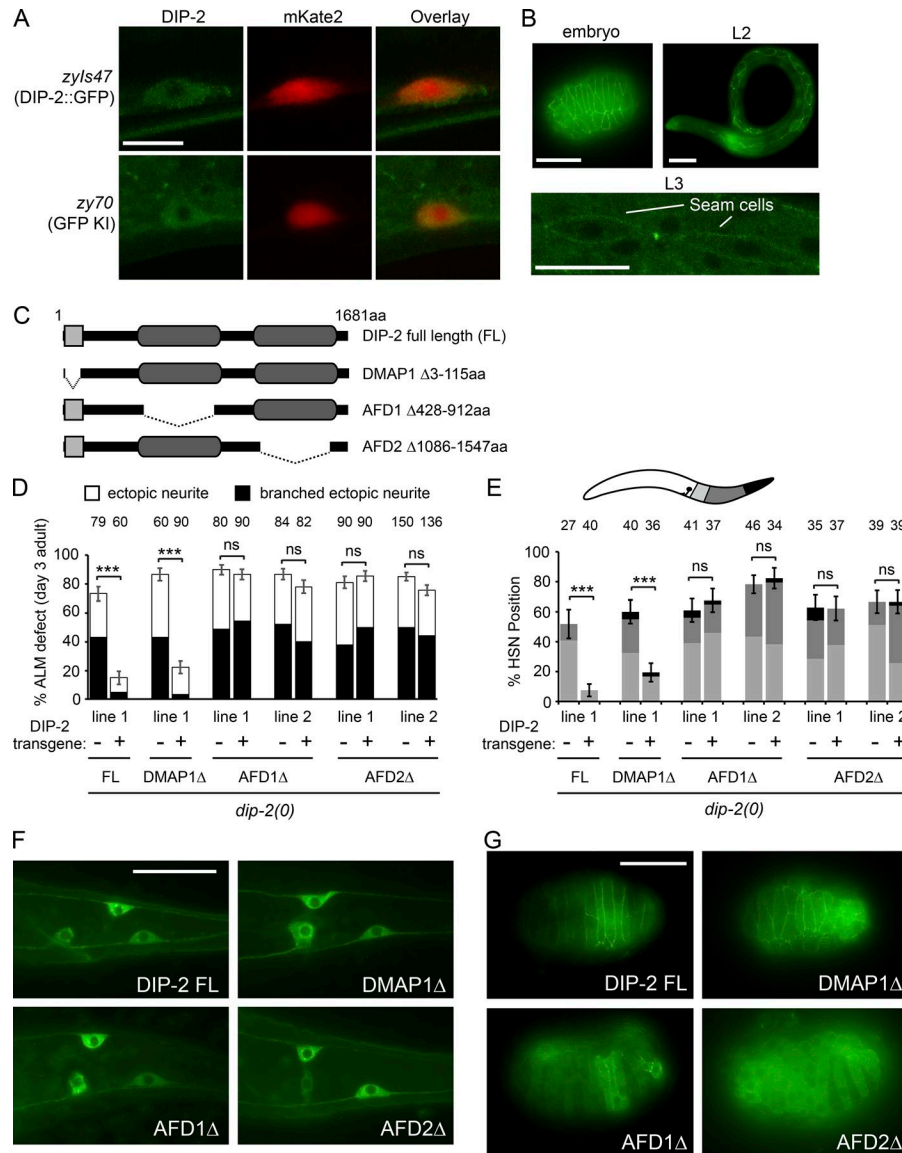 A
DIP-2 mKate2 Overlay
zyIs47
(DIP-2::GFP)
zy70
(GFP KI)
B
embryo L2
L3
Seam cells
C
1 1681aa
DIP-2 full length (FL)
DMAP1 Δ3-115aa
AFD1 Δ428-912aa
AFD2 Δ1086-1547aa
D
ectopic neurite branched ectopic neurite
79 60 60 90 80 90 84 82 90 90 150 136
*** *** ns ns ns ns
% ALM defect (day 3 adult)
100
80
60
40
20
0
line 1 line 1 line 1 line 2 line 1 line 2
DIP-2
transgene: - + - + - + - + - + - +
FL DMAP1Δ AFD1Δ AFD2Δ
dip-2(0)
E
27 40 40 36 41 37 46 34 35 37 39 39
*** *** ns ns ns ns
% HSN Position
100
80
60
40
20
0
line 1 line 1 line 1 line 2 line 1 line 2
DIP-2
transgene: - + - + - + - + - + - +
FL DMAP1Δ AFD1Δ AFD2Δ
dip-2(0)
F
DIP-2 FL DMAP1Δ
AFD1Δ AFD2Δ
G
DIP-2 FL DMAP1Δ
AFD1Δ AFD2Δ